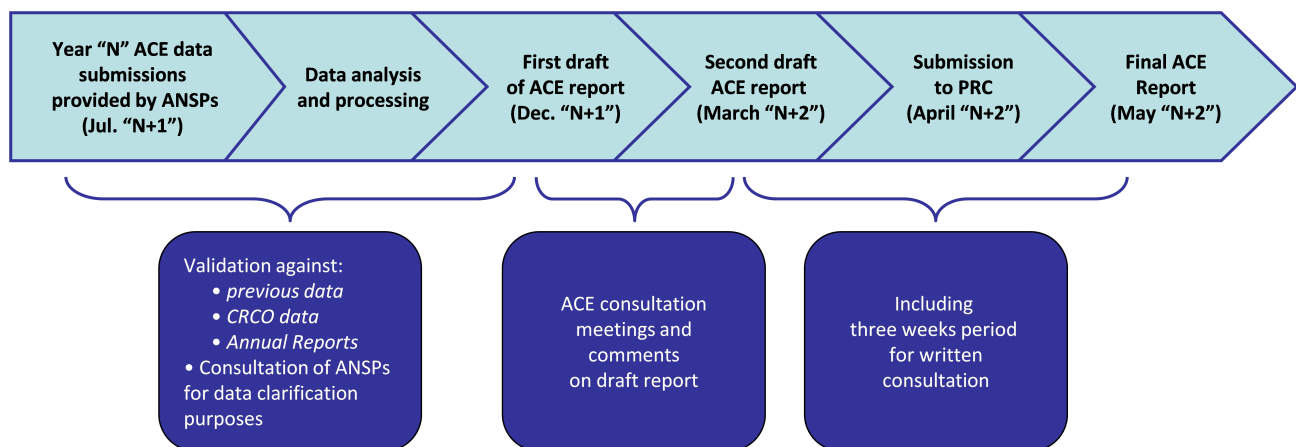 Year “N” ACE data
submissions
provided by ANSPs
(Jul. “N+1”)
Data analysis
and processing
First draft
of ACE report
(Dec. “N+1”)
Second draft
ACE report
(March “N+2”)
Submission
to PRC
(April “N+2”)
Final ACE
Report
(May “N+2”)
Validation against:
• previous data
• CRCO data
• Annual Reports
• Consultation of ANSPs
for data clarification
purposes
ACE consultation
meetings and
comments
on draft report
Including
three weeks period
for written
consultation